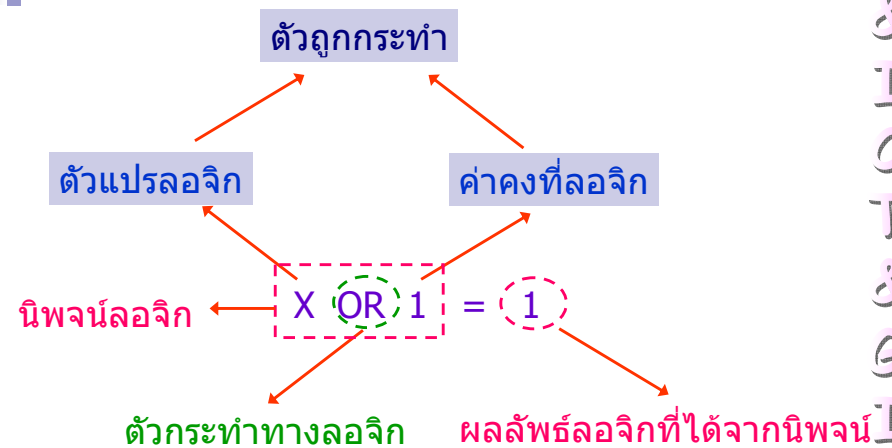 ตัวถูกกระทำ
ตัวแปรลอจิก ค่าคงที่ลอจิก
นิพจน์ลอจิก X OR 1 = 1
ตัวกระทำทางลอจิก ผลลัพธ์ลอจิกที่ได้จากนิพจน์